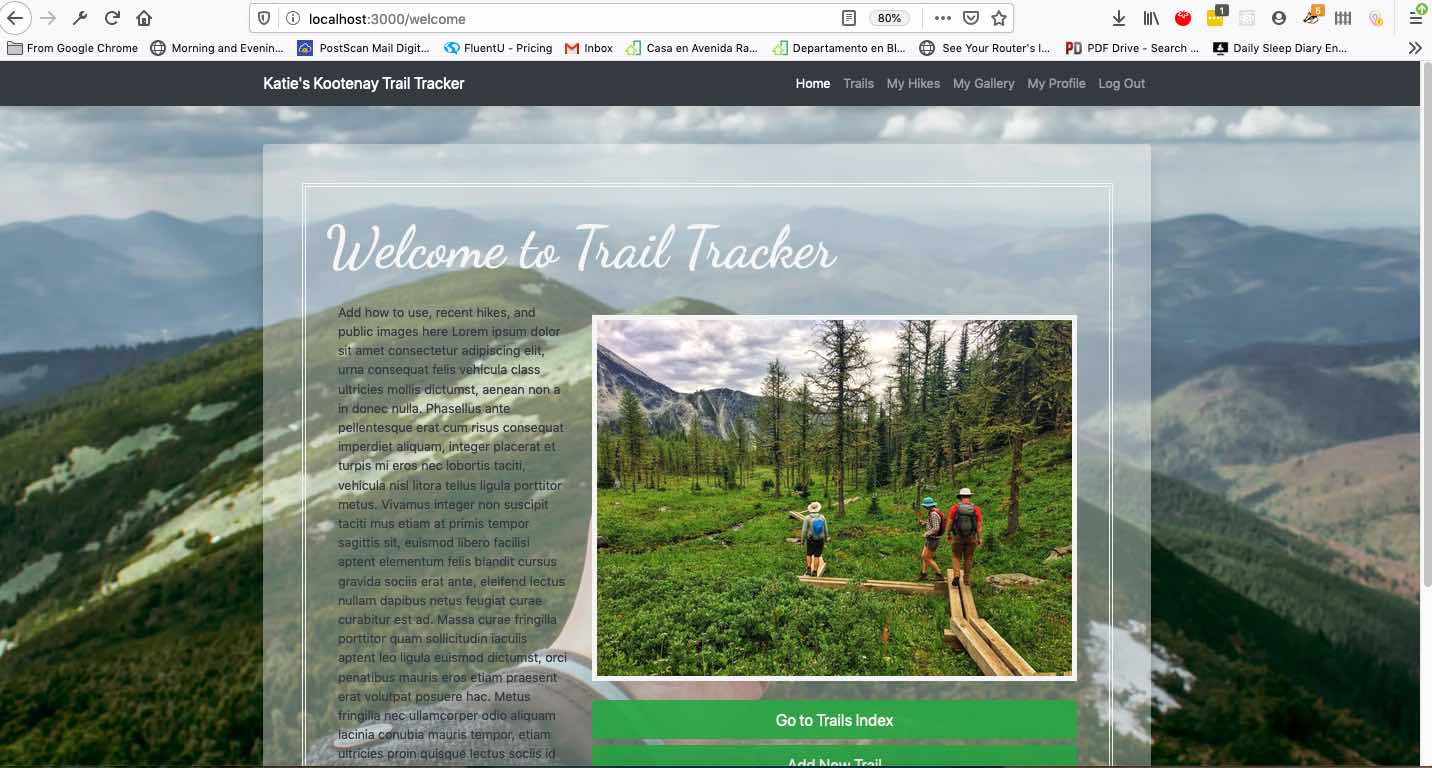 localhost:3000/welcome
80%
1
5
From Google Chrome
Morning and Evenin...
PostScan Mail Digit...
FluentU - Pricing
Inbox
Casa en Avenida Ra...
Departamento en Bl...
See Your Router's I...
PDF Drive - Search ...
Daily Sleep Diary En...
Katie's Kootenay Trail Tracker
Home
Trails
My Hikes
My Gallery
My Profile
Log Out
Welcome to Trail Tracker
Add how to use, recent hikes, and
public images here Lorem ipsum dolor
sit amet consectetur adipiscing elit,
urna consequat felis vehicula class
ultricies mollis dictumst, aenean non a
in donec nulla. Phasellus ante
pellentesque erat cum risus consequat
imperdiet aliquam, integer placerat et
turpis mi eros nec lobortis taciti,
vehicula nisl litora tellus ligula porttitor
metus. Vivamus integer non suscipit
taciti mus etiam at primis tempor
sagittis sit, euismod libero facilisi
aptent elementum felis blandit cursus
gravida sociis erat ante, eleifend lectus
nullam dapibus netus feugiat curae
curabitur est ad. Massa curae fringilla
porttitor quam sollicitudin iaculis
aptent leo ligula euismod dictumst, orci
penatibus mauris eros etiam praesent
erat volutpat posuere hac. Metus
fringilla nec ullamcorper odio aliquam
lacinia conubia mauris tempor, etiam
ultricies proin quisque lectus sociis id
Go to Trails Index
Add New Trail